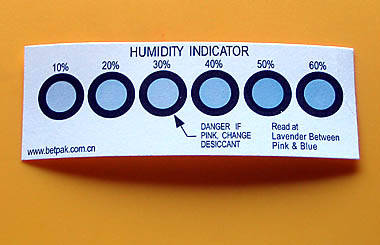 HUMIDITY INDICATOR
10% 20% 30% 40% 50% 60%
DANGER IF
PINK, CHANGE
DESICCANT
Read at
Lavender Between
Pink & Blue
www.betpak.com.cn